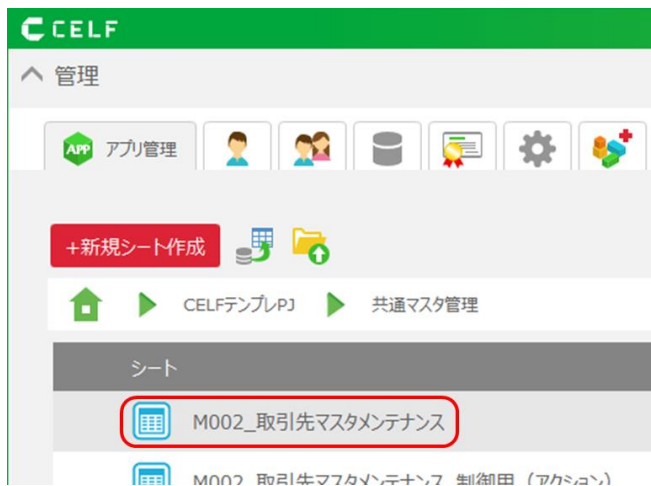 CELF
管理
APP アプリ管理
+新規シート作成
CELFテンプレPJ 共通マスタ管理
シート
M002_取引先マスタメンテナンス
M002_取引先マスタメンテナンス_制御用（アクション）